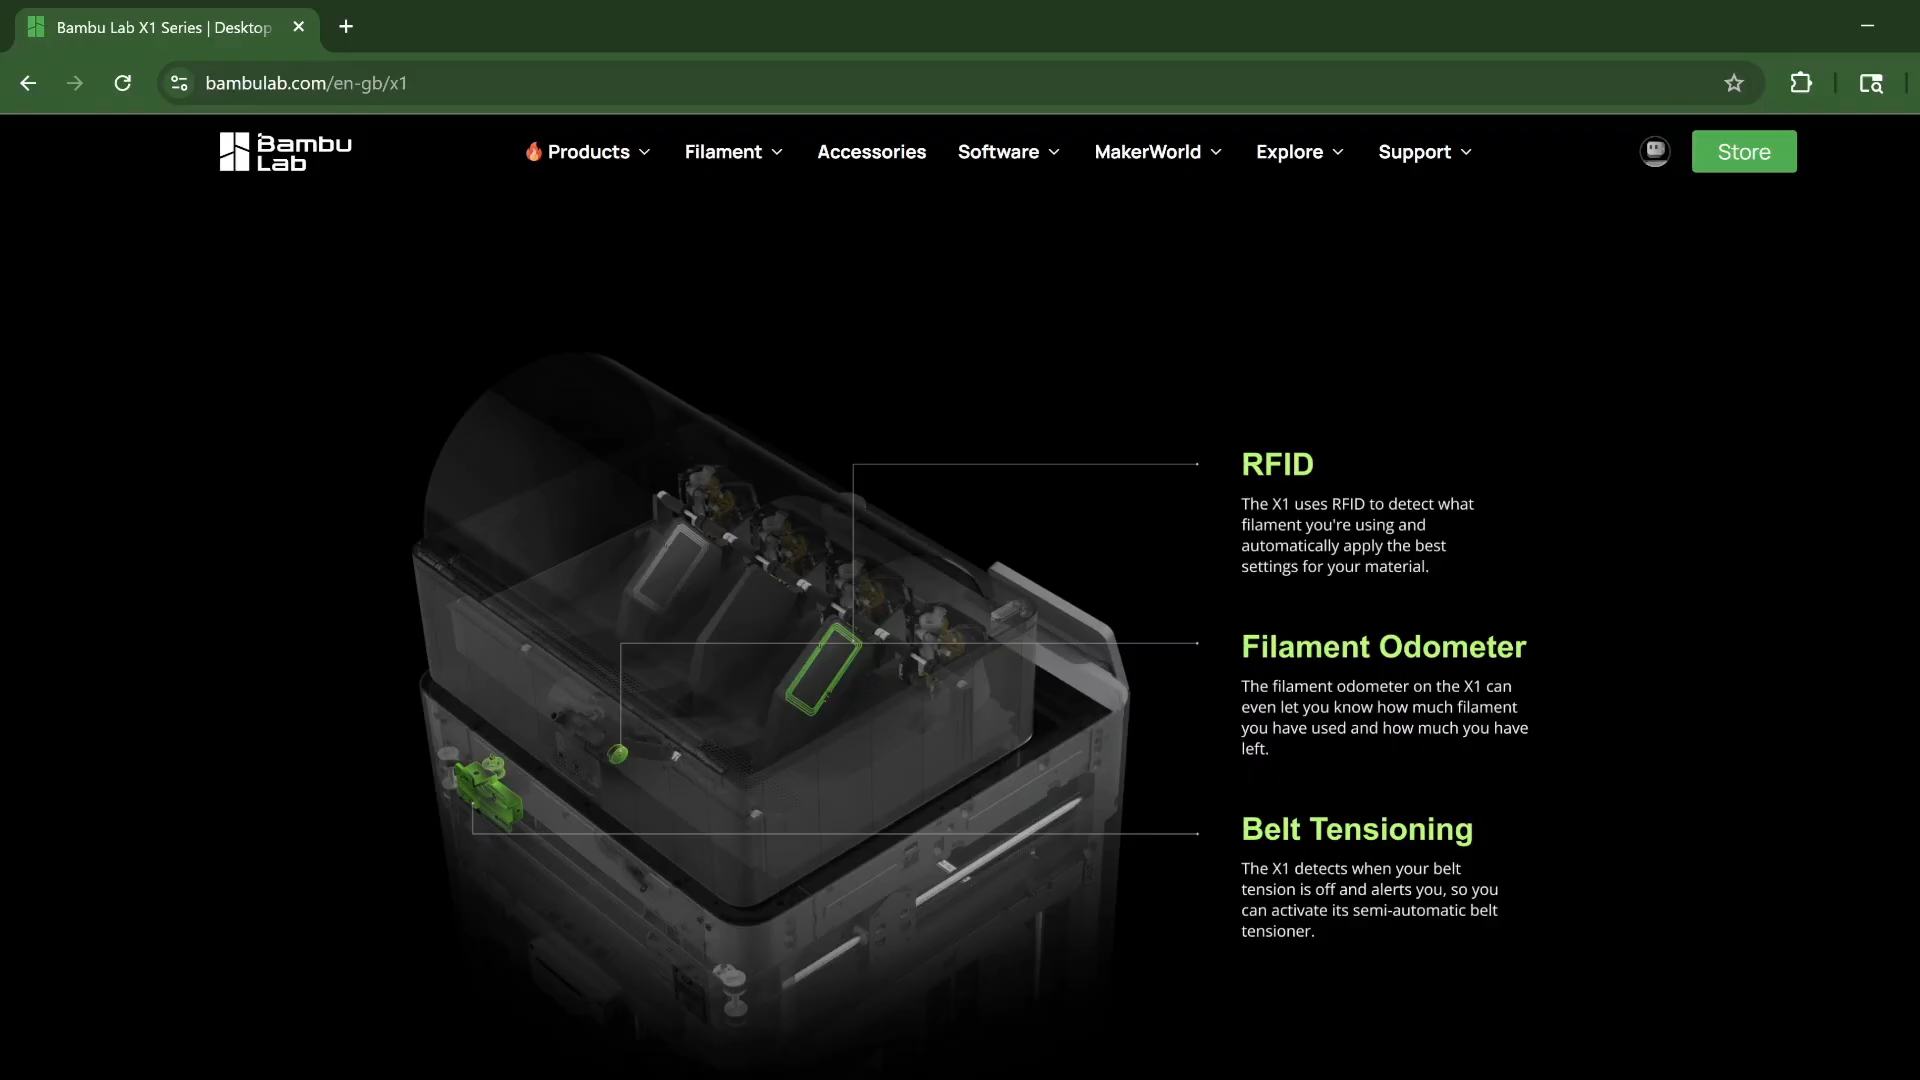 Bambu Lab X1 Series | Desktop
bambulab.com/en-gb/x1
Bambu
Lab
Products
Filament
Accessories
Software
MakerWorld
Explore
Support
Store
RFID
The X1 uses RFID to detect what
filament you're using and
automatically apply the best
settings for your material.
Filament Odometer
The filament odometer on the X1 can
even let you know how much filament
you have used and how much you have
left.
Belt Tensioning
The X1 detects when your belt
tension is off and alerts you, so you
can activate its semi-automatic belt
tensioner.